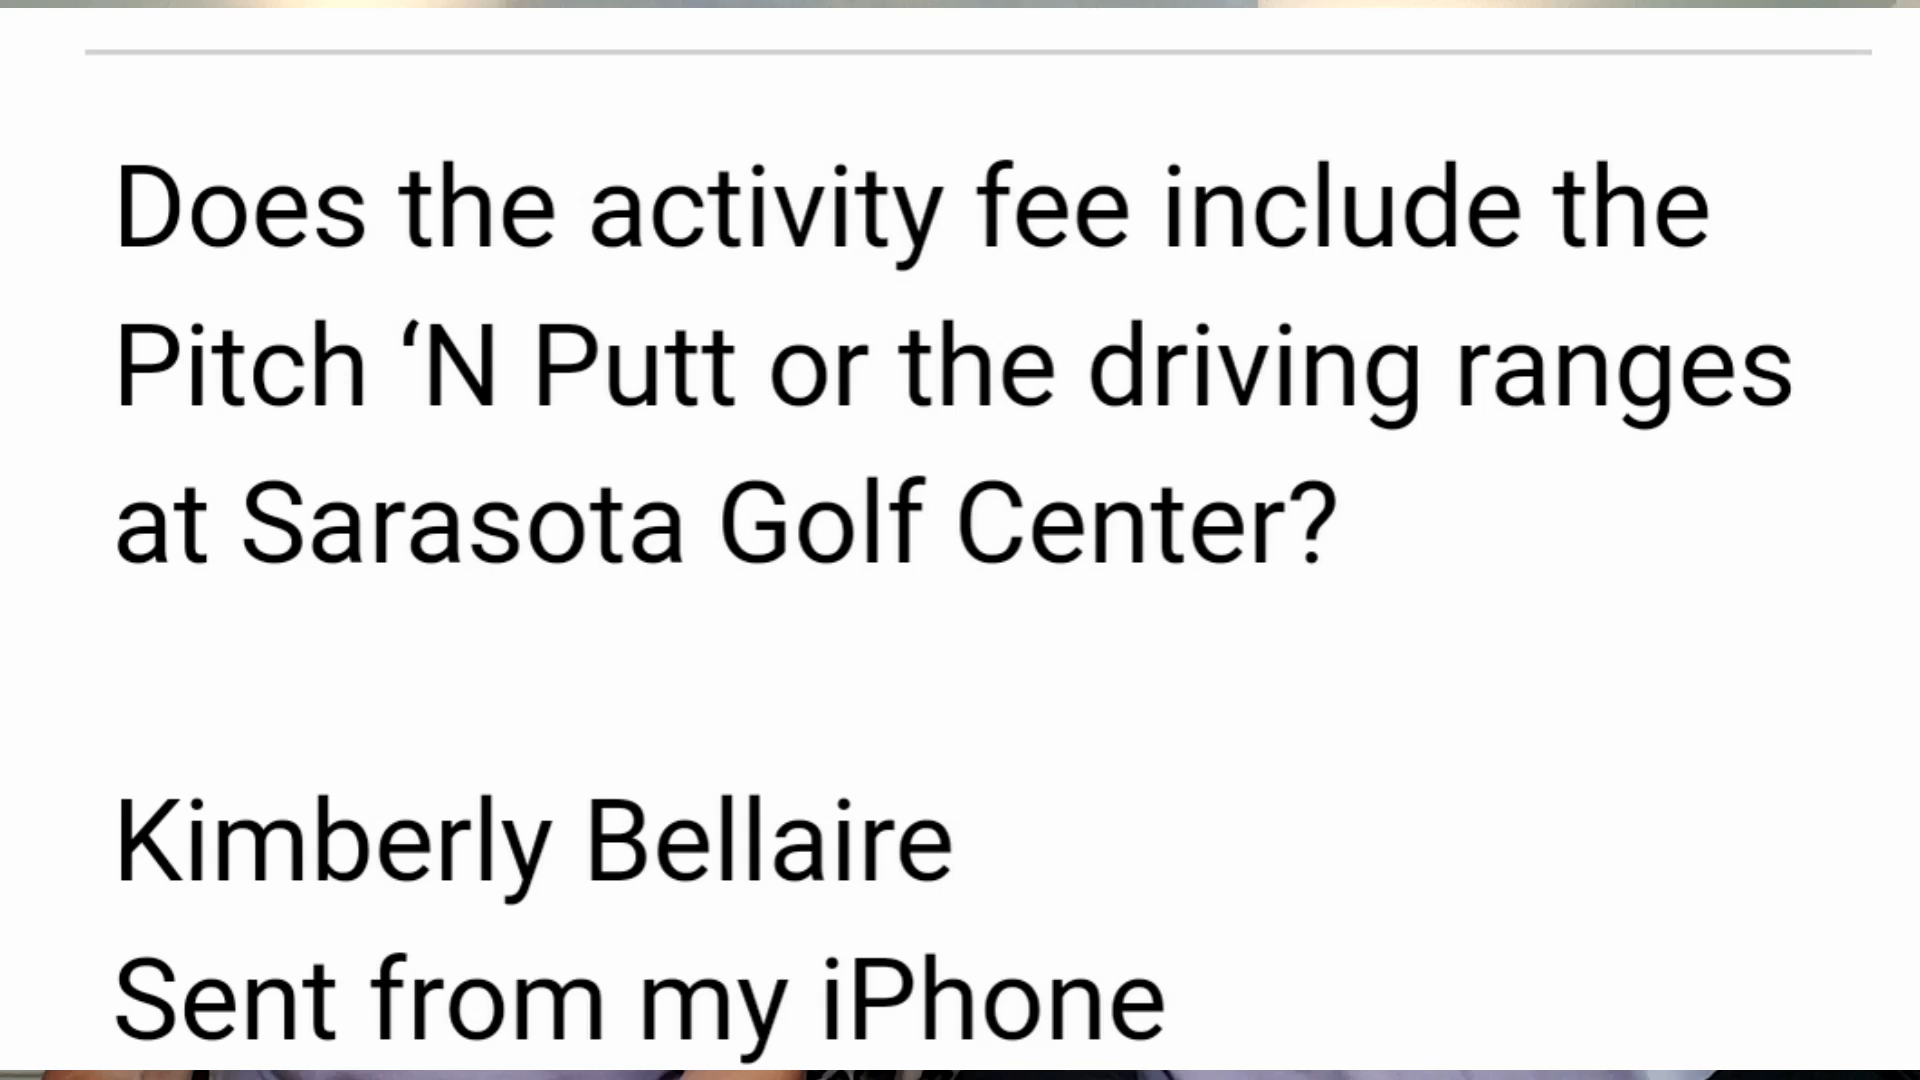 Does the activity fee include the
Pitch ‘N Putt or the driving ranges
at Sarasota Golf Center?
Kimberly Bellaire
Sent from my iPhone